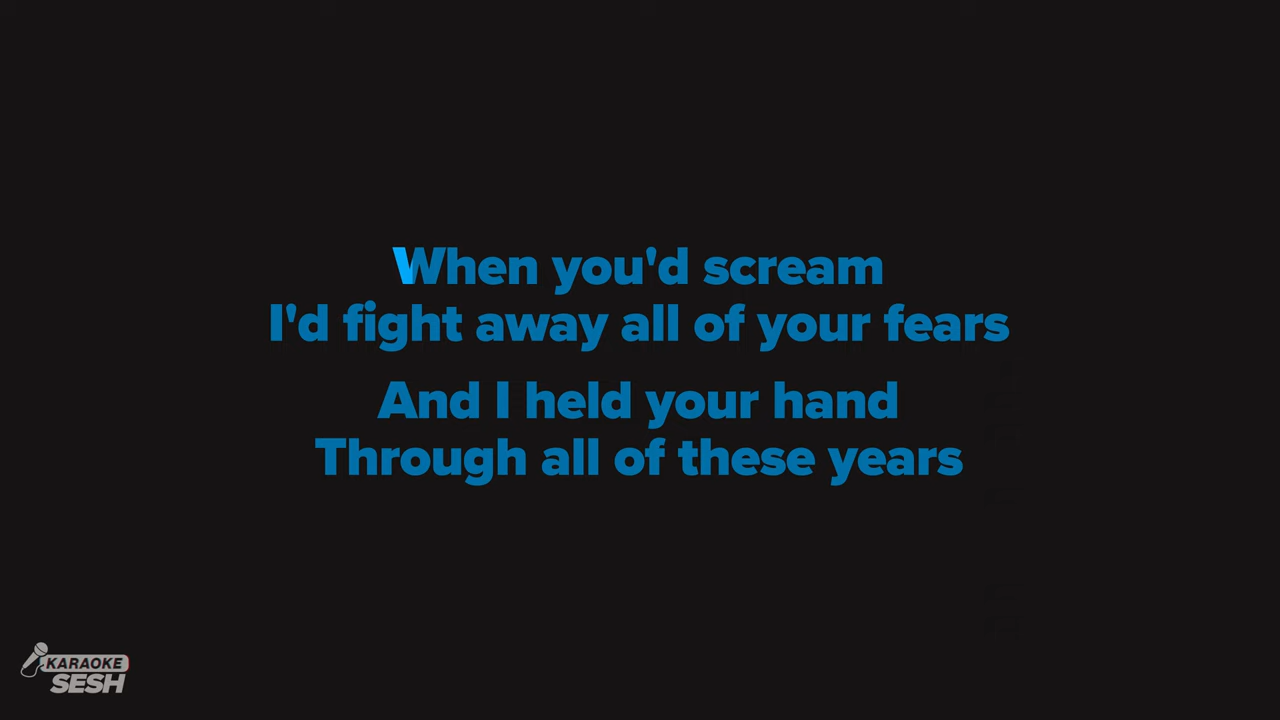 When you'd scream
I'd fight away all of your fears
And I held your hand
Through all of these years
KARAOKE
SESH